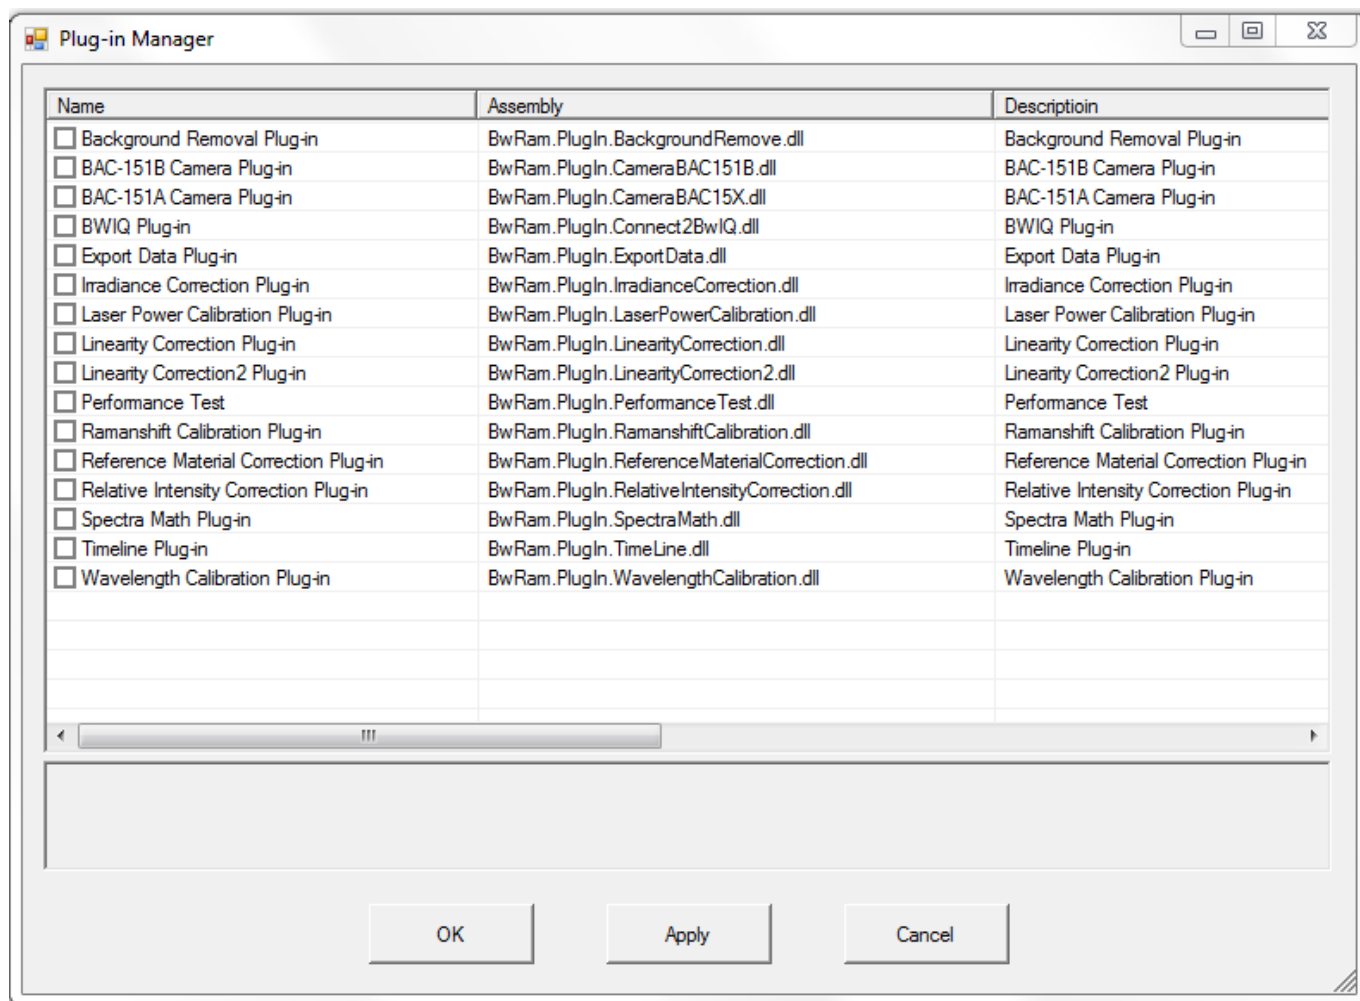 Plug-in Manager
Name Assembly Descriptioin
Background Removal Plug-in BwRam.PlugIn.BackgroundRemove.dll Background Removal Plug-in
BAC-151B Camera Plug-in BwRam.PlugIn.CameraBAC151B.dll BAC-151B Camera Plug-in
BAC-151A Camera Plug-in BwRam.PlugIn.CameraBAC15X.dll BAC-151A Camera Plug-in
BWIQ Plug-in BwRam.PlugIn.Connect2BwIQ.dll BWIQ Plug-in
Export Data Plug-in BwRam.PlugIn.ExportData.dll Export Data Plug-in
Irradiance Correction Plug-in BwRam.PlugIn.IrradianceCorrection.dll Irradiance Correction Plug-in
Laser Power Calibration Plug-in BwRam.PlugIn.LaserPowerCalibration.dll Laser Power Calibration Plug-in
Linearity Correction Plug-in BwRam.PlugIn.LinearityCorrection.dll Linearity Correction Plug-in
Linearity Correction2 Plug-in BwRam.PlugIn.LinearityCorrection2.dll Linearity Correction2 Plug-in
Performance Test BwRam.PlugIn.PerformanceTest.dll Performance Test
Ramanshift Calibration Plug-in BwRam.PlugIn.RamanshiftCalibration.dll Ramanshift Calibration Plug-in
Reference Material Correction Plug-in BwRam.PlugIn.ReferenceMaterialCorrection.dll Reference Material Correction Plug-in
Relative Intensity Correction Plug-in BwRam.PlugIn.RelativeIntensityCorrection.dll Relative Intensity Correction Plug-in
Spectra Math Plug-in BwRam.PlugIn.SpectraMath.dll Spectra Math Plug-in
Timeline Plug-in BwRam.PlugIn.TimeLine.dll Timeline Plug-in
Wavelength Calibration Plug-in BwRam.PlugIn.WavelengthCalibration.dll Wavelength Calibration Plug-in
OK Apply Cancel